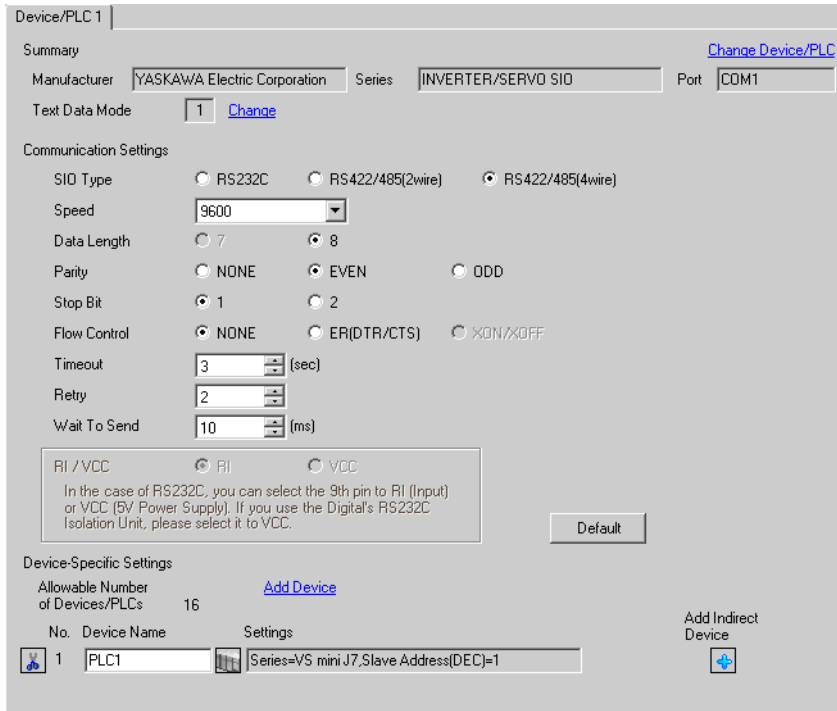 Device/PLC 1
Summary
Change Device/PLC
Manufacturer YASKAWA Electric Corporation Series INVERTER/SERVO SIO Port COM1
Text Data Mode 1 Change
Communication Settings
SIO Type RS232C RS422/485(2wire) RS422/485(4wire)
Speed 9600
Data Length 7 8
Parity NONE EVEN ODD
Stop Bit 1 2
Flow Control NONE ER(DTR/CTS) XON/XOFF
Timeout 3 (sec)
Retry 2
Wait To Send 10 (ms)
RI / VCC RI VCC
In the case of RS232C, you can select the 9th pin to RI (Input)
or VCC (5V Power Supply). If you use the Digital's RS232C
Isolation Unit, please select it to VCC.
Default
Device-Specific Settings
Allowable Number
of Devices/PLCs 16
Add Device
Add Indirect
Device
No. Device Name Settings
1 PLC1 Series=VS mini J7,Slave Address(DEC)=1